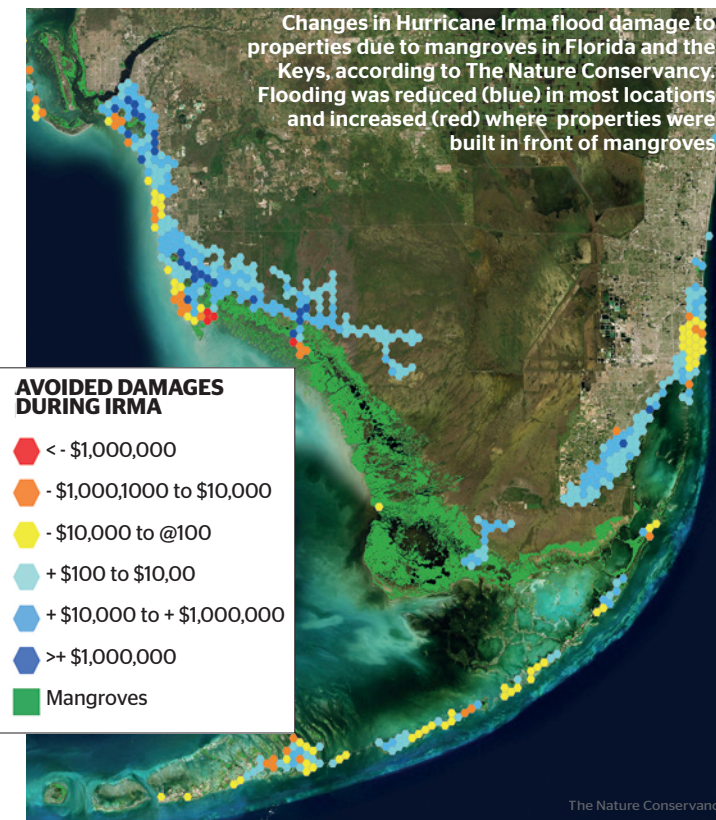 Changes in Hurricane Irma flood damage to
properties due to mangroves in Florida and the
Keys, according to The Nature Conservancy.
Flooding was reduced (blue) in most locations
and increased (red) where properties were
built in front of mangroves
AVOIDED DAMAGES
DURING IRMA
< - $1,000,000
- $1,000,1000 to $10,000
- $10,000 to @100
+ $100 to $10,00
+ $10,000 to + $1,000,000
>+ $1,000,000
Mangroves
The Nature Conservanc